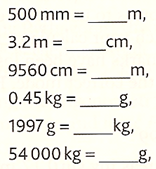 500 mm = _____m,
3.2 m = _____cm,
9560 cm = _____m,
0.45 kg = _____g,
1997 g = _____kg,
54 000 kg = _____g,